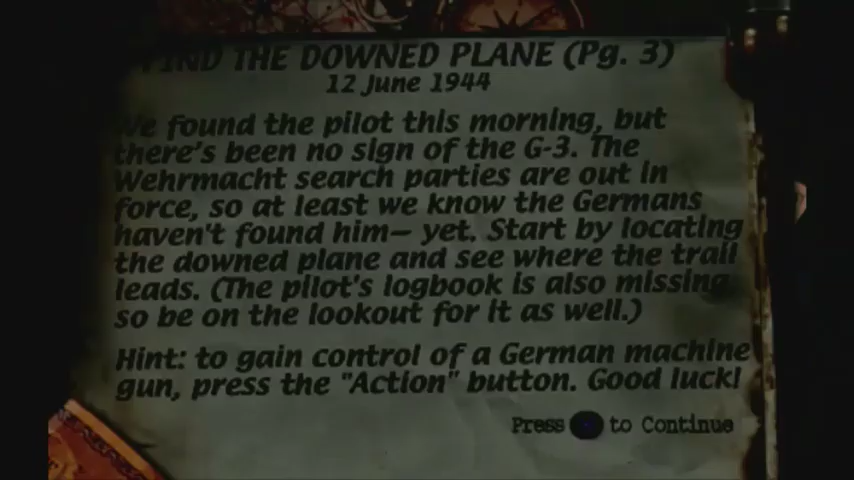 FIND THE DOWNED PLANE (Pg. 3)
12 June 1944
We found the pilot this morning, but
there's been no sign of the G-3. The
Wehrmacht search parties are out in
force, so at least we know the Germans
haven't found him— yet. Start by locating
the downed plane and see where the trail
leads. (The pilot's logbook is also missing,
so be on the lookout for it as well.)
Hint: to gain control of a German machine
gun, press the "Action" button. Good luck!
Press to Continue